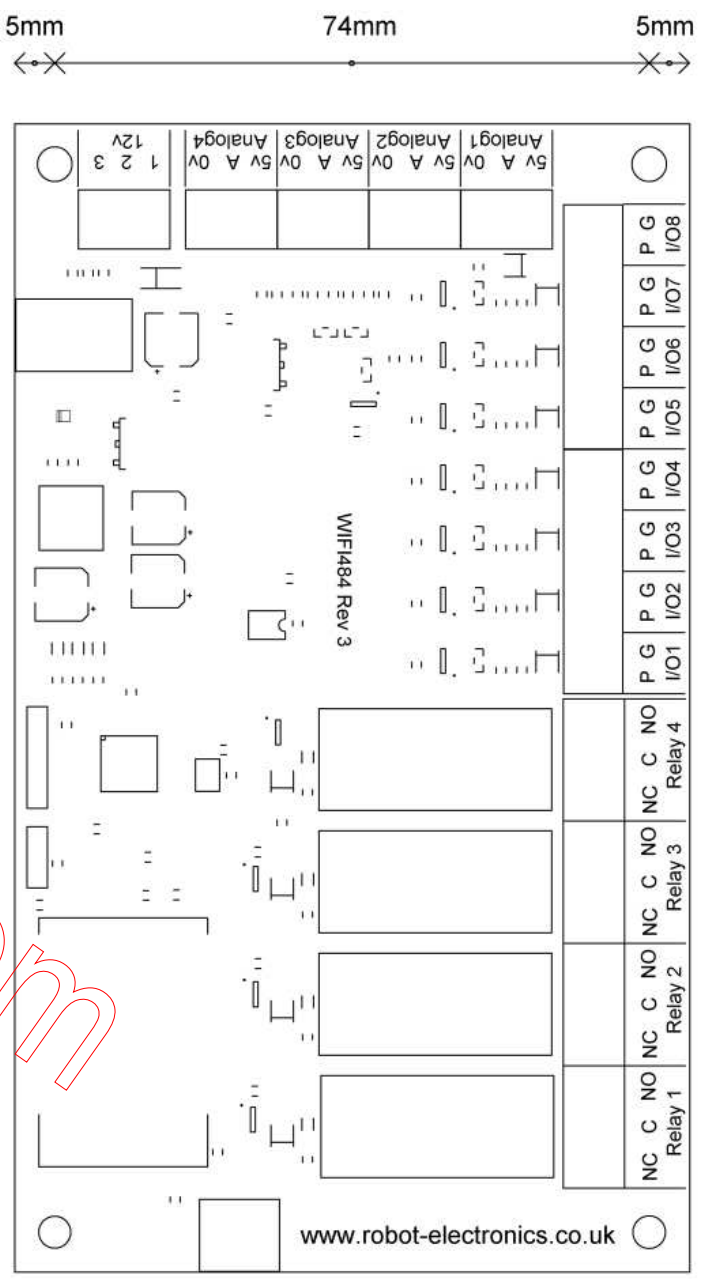 5mm 74mm 5mm
12v
1 2 3
Analog4
5v A 0v
Analog3
5v A 0v
Analog2
5v A 0v
Analog1
5v A 0v
P G
I/O8
P G
I/O7
P G
I/O6
P G
I/O5
P G
I/O4
P G
I/O3
P G
I/O2
P G
I/O1
WIFI484 Rev 3
NC C NO
Relay 4
NC C NO
Relay 3
NC C NO
Relay 2
NC C NO
Relay 1
om
www.robot-electronics.co.uk